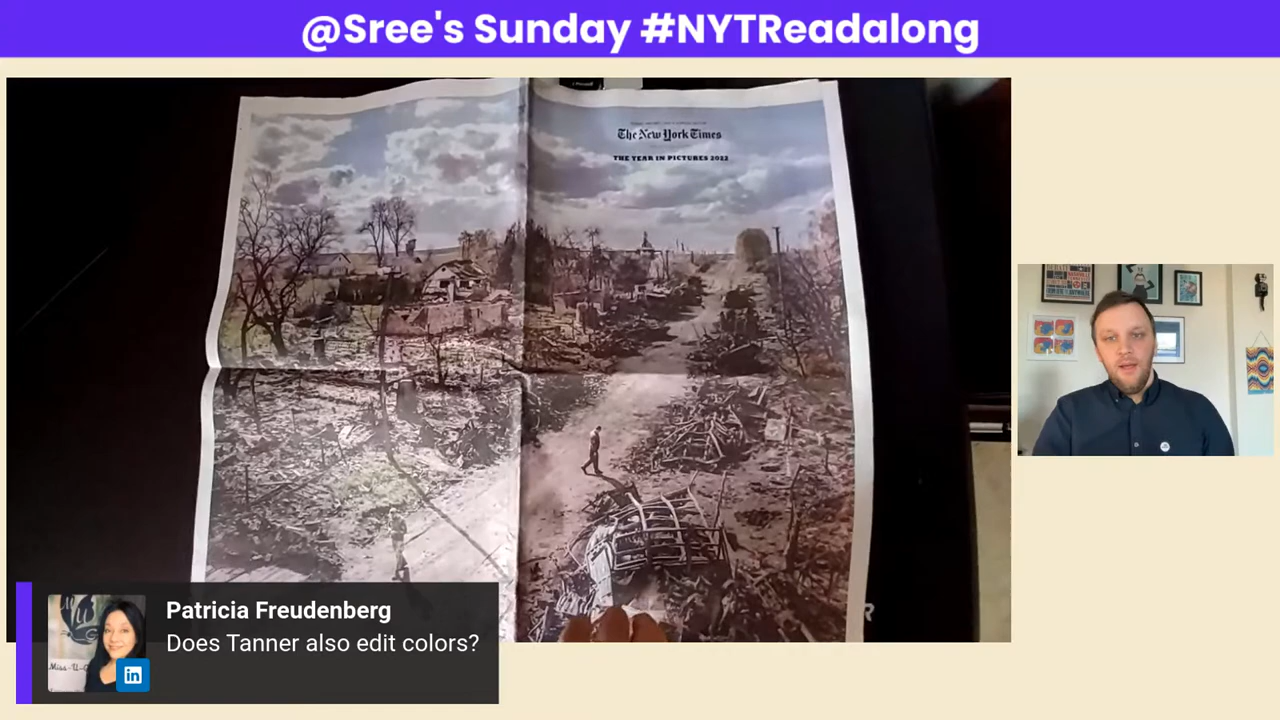 @Sree's Sunday #NYTReadalong
The New York Times
THE YEAR IN PICTURES 2022
Patricia Freudenberg
Does Tanner also edit colors?
in